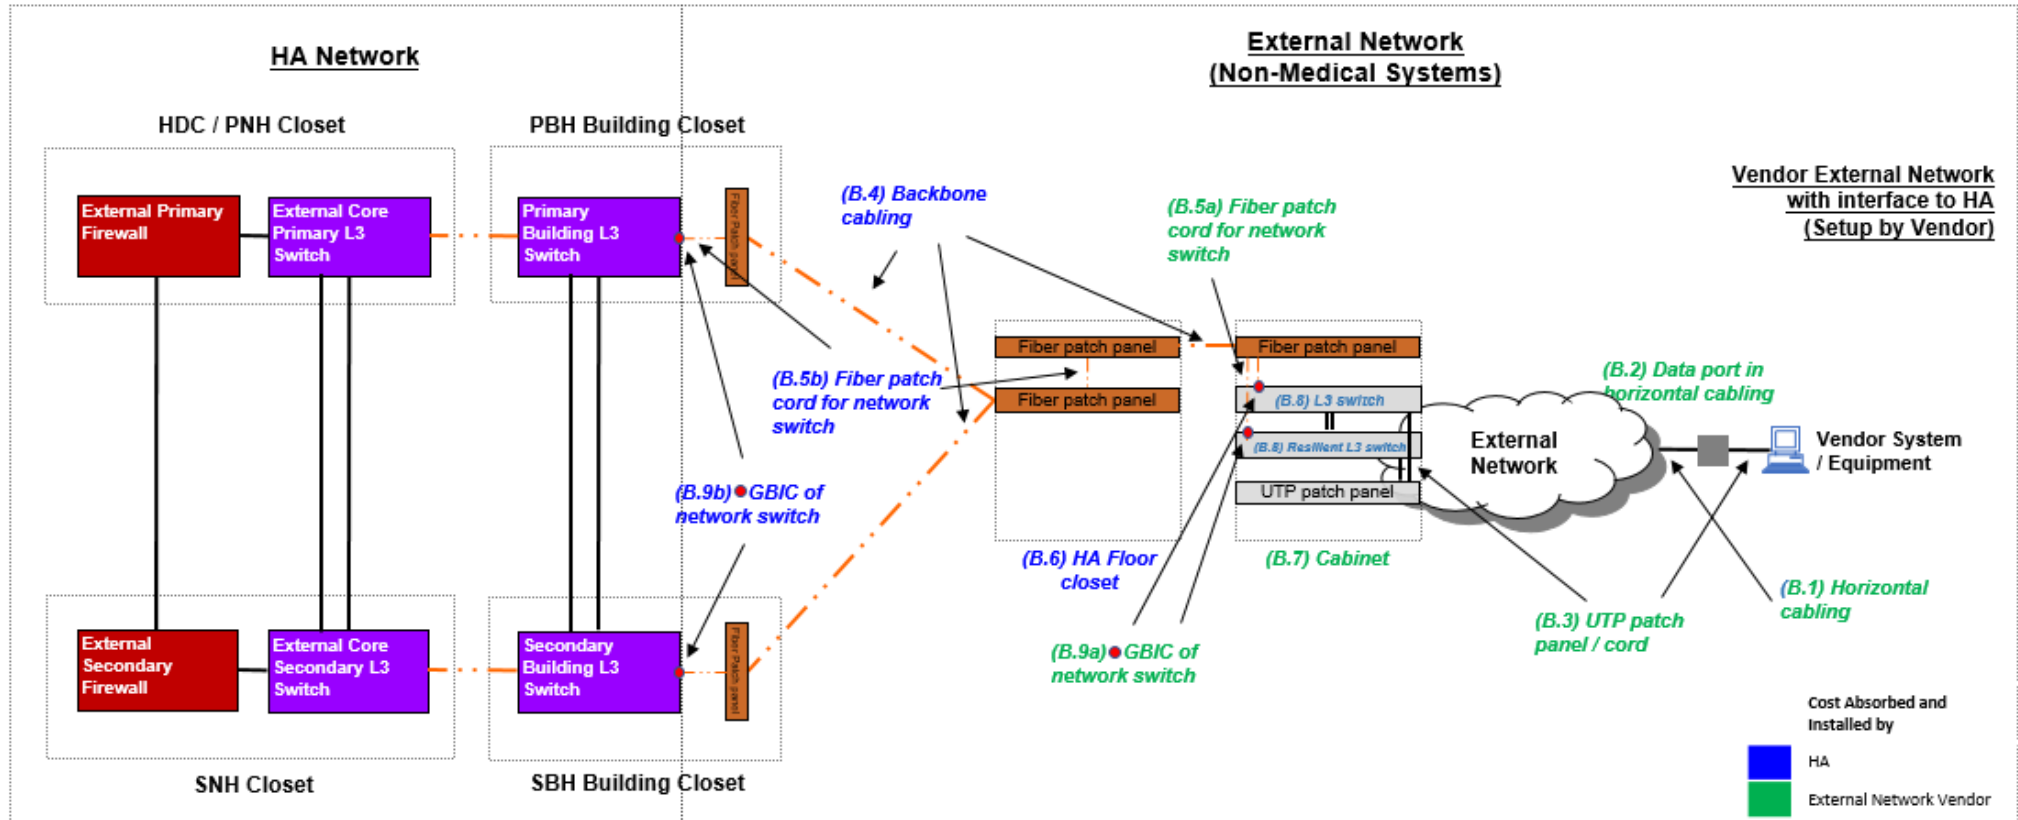 HA Network
External Network
(Non-Medical Systems)
HDC / PNH Closet
PBH Building Closet
Vendor External Network
with interface to HA
(Setup by Vendor)
External Primary
Firewall
External Core
Primary L3
Switch
Primary
Building L3
Switch
Fiber Patch panel
(B.4) Backbone
cabling
(B.5a) Fiber patch
cord for network
switch
Fiber patch panel
Fiber patch panel
Fiber patch panel
(B.5b) Fiber patch
cord for network
switch
(B.8) L3 switch
(B.8) Resilient L3 switch
UTP patch panel
(B.2) Data port in
horizontal cabling
External
Network
Vendor System
/ Equipment
(B.9b) GBIC of
network switch
(B.6) HA Floor
closet
(B.7) Cabinet
(B.1) Horizontal
cabling
(B.3) UTP patch
panel / cord
(B.9a) GBIC of
network switch
External
Secondary
Firewall
External Core
Secondary L3
Switch
Secondary
Building L3
Switch
Fiber Patch panel
SNH Closet
SBH Building Closet
Cost Absorbed and
Installed by
HA
External Network Vendor